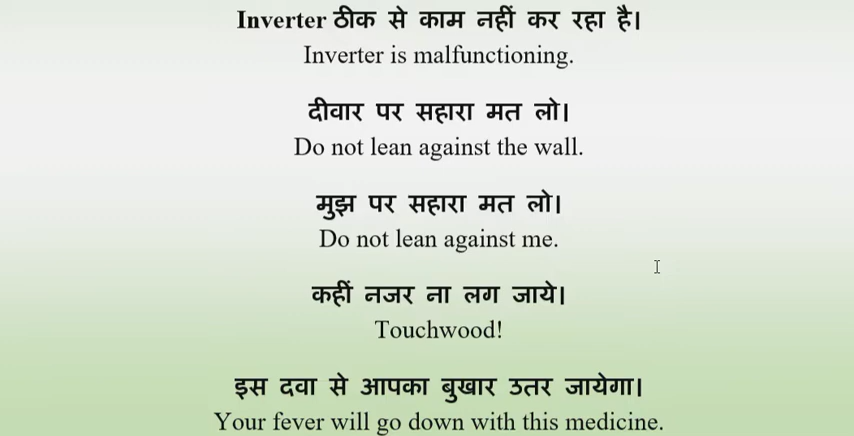 Inverter ठीक से काम नहीं कर रहा है।
Inverter is malfunctioning.
दीवार पर सहारा मत लो।
Do not lean against the wall.
मुझ पर सहारा मत लो।
Do not lean against me.
कहीं नजर ना लग जाये।
Touchwood!
इस दवा से आपका बुखार उतर जायेगा।
Your fever will go down with this medicine.